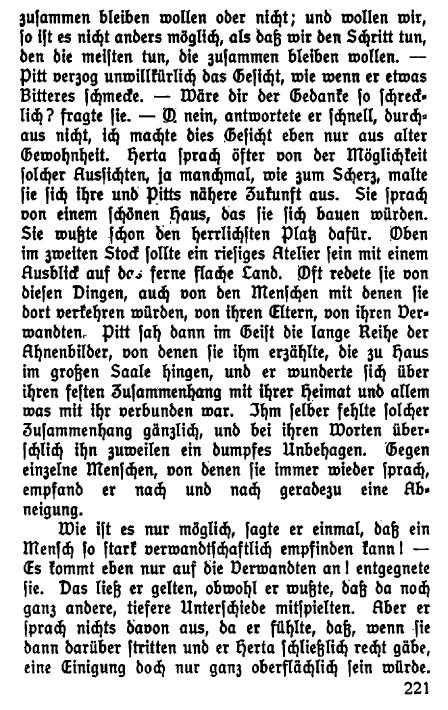 zusammen bleiben wollen oder nicht; und wollen wir,
so ist es nicht anders möglich, als daß wir den Schritt tun,
den die meisten tun, die zusammen bleiben wollen. —
Pitt verzog unwillkürlich das Gesicht, wie wenn er etwas
Bitteres schmecke. — Wäre dir der Gedanke so schreck-
lich? fragte sie. — O nein, antwortete er schnell, durch-
aus nicht, ich machte dies Gesicht eben nur aus alter
Gewohnheit. Herta sprach öfter von der Möglichkeit
solcher Aussichten, ja manchmal, wie zum Scherz, malte
sie sich ihre und Pitts nähere Zukunft aus. Sie sprach
von einem schönen Haus, das sie sich bauen würden.
Sie wußte schon den herrlichsten Platz dafür. Oben
im zweiten Stock sollte ein riesiges Atelier sein mit einem
Ausblick auf das ferne flache Land. Oft redete sie von
diesen Dingen, auch von den Menschen mit denen sie
dort verkehren würden, von ihren Eltern, von ihren Ver-
wandten. Pitt sah dann im Geist die lange Reihe der
Ahnenbilder, von denen sie ihm erzählte, die zu Haus
im großen Saale hingen, und er wunderte sich über
ihren festen Zusammenhang mit ihrer Heimat und allem
was mit ihr verbunden war. Ihm selber fehlte solcher
Zusammenhang gänzlich, und bei ihren Worten über-
schlich ihn zuweilen ein dumpfes Unbehagen. Gegen
einzelne Menschen, von denen sie immer wieder sprach,
empfand er nach und nach geradezu eine Ab-
neigung.
Wie ist es nur möglich, sagte er einmal, daß ein
Mensch so stark verwandtschaftlich empfinden kann! —
Es kommt eben nur auf die Verwandten an! entgegnete
sie. Das ließ er gelten, obwohl er wußte, daß da noch
ganz andere, tiefere Unterschiede mitspielten. Aber er
sprach nichts davon aus, da er fühlte, daß, wenn sie
dann darüber stritten und er Herta schließlich recht gäbe,
eine Einigung doch nur ganz oberflächlich sein würde.
221